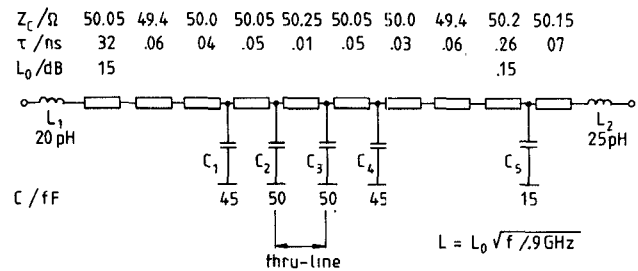 Z_C /Ω 50.05 49.4 50.0 50.05 50.25 50.05 50.0 49.4 50.2 50.15
τ /ns 32 .06 04 .05 .01 .05 .03 .06 .26 07
L_0 /dB 15 .15
L_1 L_2
20 pH 25pH
C_1 C_2 C_3 C_4 C_5
C / fF 45 50 50 45 15
thru-line
L = L_0 √f /.9 GHz